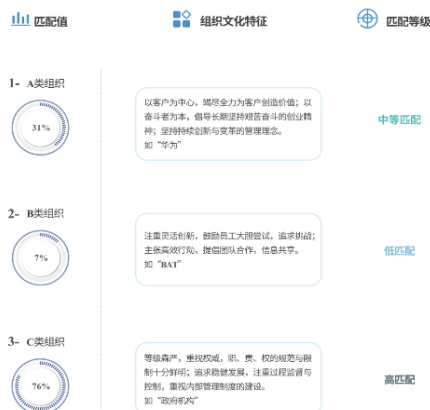 匹配值 组织文化特征 匹配等级
1- A类组织
31%
以客户为中心，竭尽全力为客户创造价值；以
奋斗者为本，倡导长期坚持艰苦奋斗的创业精
神；坚持持续创新与变革的管理理念。
如“华为”
中等匹配
2- B类组织
7%
注重灵活创新，鼓励员工大胆尝试，追求挑战；
主张高效行动，提倡团队合作，信息共享。
如“BAT”
低匹配
3- C类组织
76%
等级森严，重视权威，职、责、权的规范与限
制十分鲜明；追求稳健发展，注重过程监督与
控制，重视内部管理制度的建设。
如“政府机构”
高匹配